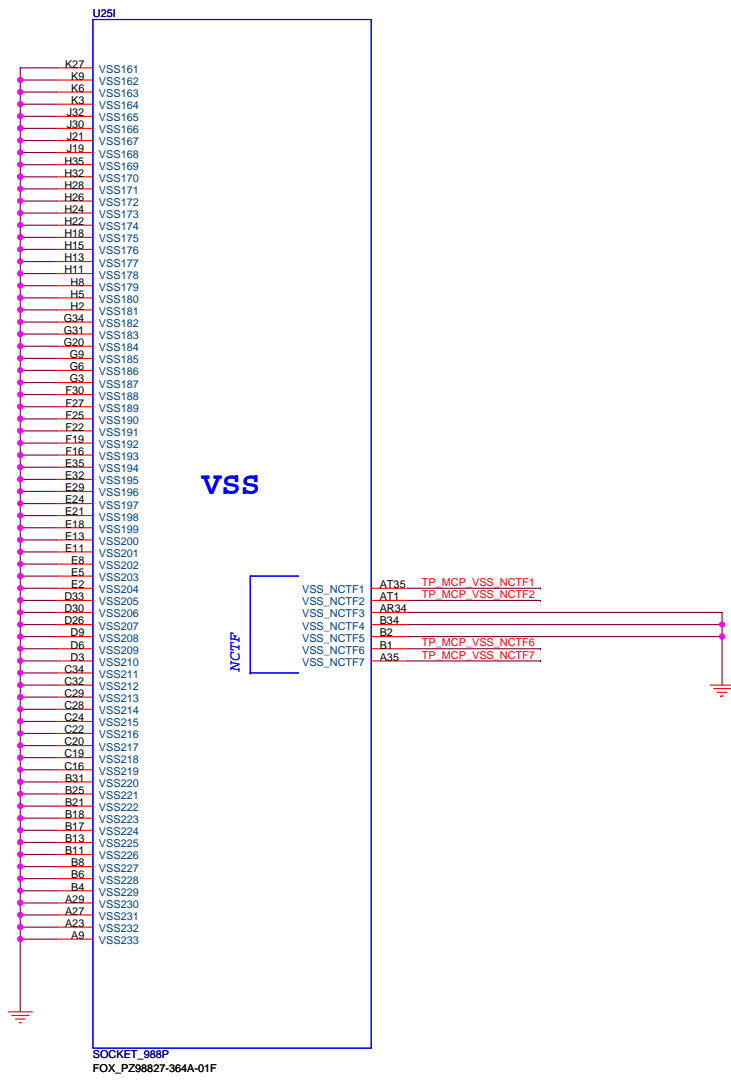 U25I
K27 VSS161
K9 VSS162
K6 VSS163
K3 VSS164
J32 VSS165
J30 VSS166
J21 VSS167
J19 VSS168
H35 VSS169
H32 VSS170
H28 VSS171
H26 VSS172
H24 VSS173
H22 VSS174
H18 VSS175
H15 VSS176
H13 VSS177
H11 VSS178
H8 VSS179
H5 VSS180
H2 VSS181
G34 VSS182
G31 VSS183
G20 VSS184
G9 VSS185
G6 VSS186
G3 VSS187
F30 VSS188
F27 VSS189
F25 VSS190
F22 VSS191
F19 VSS192
F16 VSS193
E35 VSS194
E32 VSS195
E29 VSS196
E24 VSS197
E21 VSS198
E18 VSS199
E13 VSS200
E11 VSS201
E8 VSS202
E5 VSS203
E2 VSS204
D33 VSS205
D30 VSS206
D26 VSS207
D9 VSS208
D6 VSS209
D3 VSS210
C34 VSS211
C32 VSS212
C29 VSS213
C28 VSS214
C24 VSS215
C22 VSS216
C20 VSS217
C19 VSS218
C16 VSS219
B31 VSS220
B25 VSS221
B21 VSS222
B18 VSS223
B17 VSS224
B13 VSS225
B11 VSS226
B8 VSS227
B6 VSS228
B4 VSS229
A29 VSS230
A27 VSS231
A23 VSS232
A9 VSS233
VSS
NCTF
VSS_NCTF1 AT35 TP_MCP_VSS_NCTF1
VSS_NCTF2 AT1 TP_MCP_VSS_NCTF2
VSS_NCTF3 AR34
VSS_NCTF4 B34
VSS_NCTF5 B2
VSS_NCTF6 B1 TP_MCP_VSS_NCTF6
VSS_NCTF7 A35 TP_MCP_VSS_NCTF7
SOCKET_988P
FOX_PZ98827-364A-01F